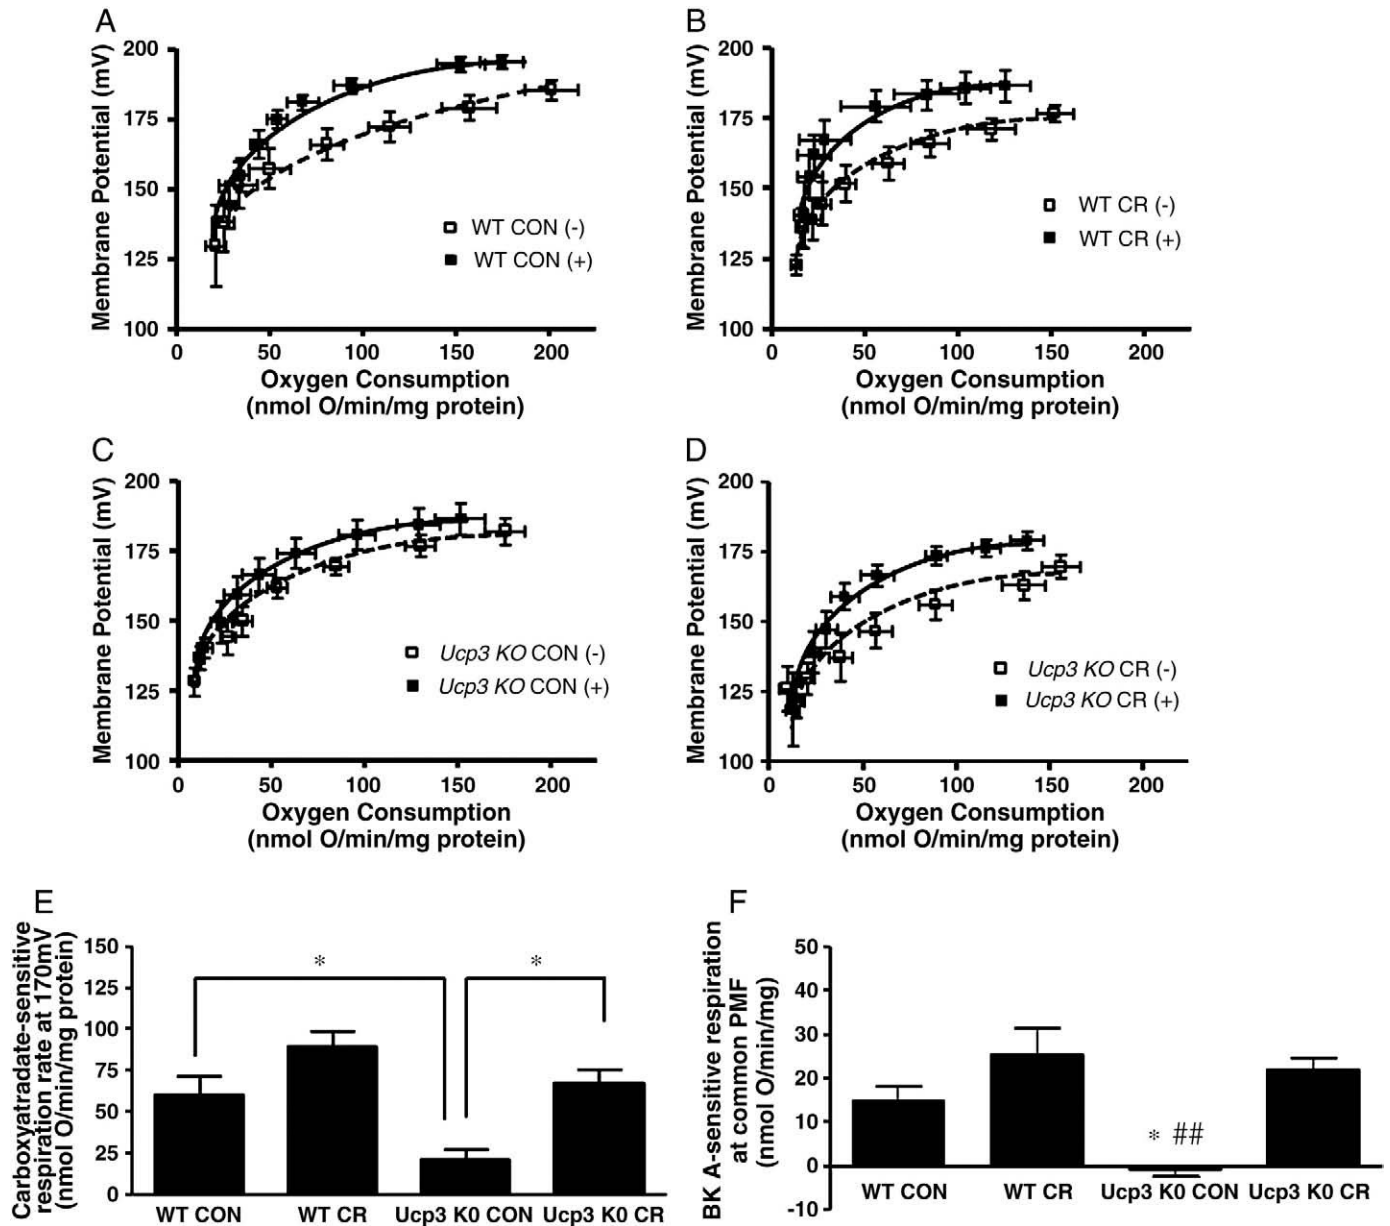 A
Membrane Potential (mV)
200
175
150
125
100
WT CON (-)
WT CON (+)
0 50 100 150 200
Oxygen Consumption
(nmol O/min/mg protein)
B
Membrane Potential (mV)
200
175
150
125
100
WT CR (-)
WT CR (+)
0 50 100 150 200
Oxygen Consumption
(nmol O/min/mg protein)
C
Membrane Potential (mV)
200
175
150
125
100
Ucp3 KO CON (-)
Ucp3 KO CON (+)
0 50 100 150 200
Oxygen Consumption
(nmol O/min/mg protein)
D
Membrane Potential (mV)
200
175
150
125
100
Ucp3 KO CR (-)
Ucp3 KO CR (+)
0 50 100 150 200
Oxygen Consumption
(nmol O/min/mg protein)
E
Carboxyatradate-sensitive
respiration rate at 170mV
(nmol O/min/mg protein)
150
125
100
75
50
25
0
* *
WT CON WT CR Ucp3 K0 CON Ucp3 K0 CR
F
BK A-sensitive respiration
at common PMF
(nmol O/min/mg)
50
40
30
20
10
0
-10
* ##
WT CON WT CR Ucp3 K0 CON Ucp3 K0 CR